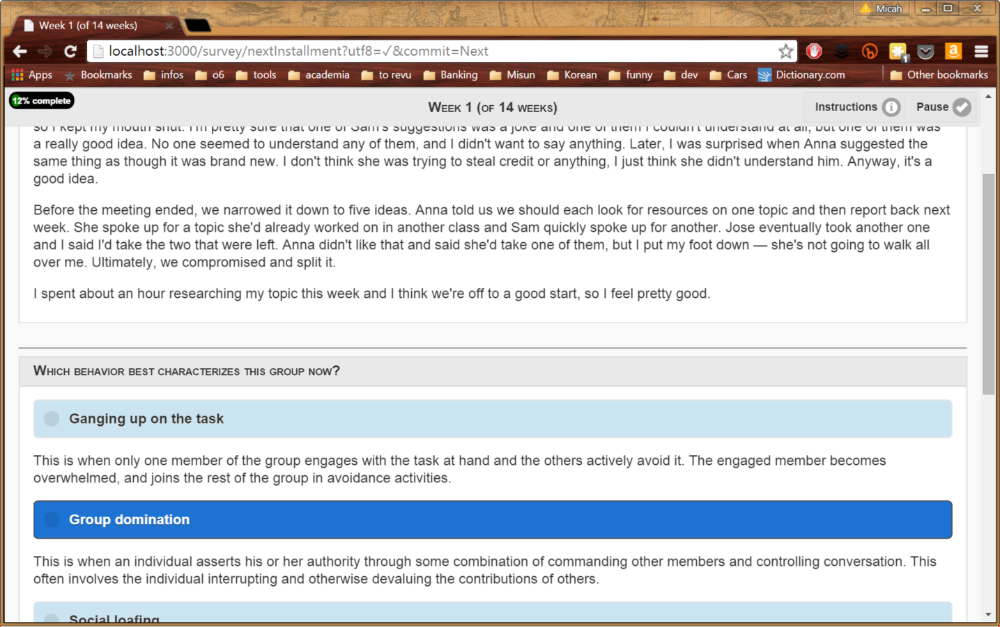 Week 1 (of 14 weeks)
Micah
localhost:3000/survey/nextInstallment?utf8=✓&commit=Next
1
Apps Bookmarks infos o6 tools academia to revu Banking Misun Korean funny dev Cars Dictionary.com Other bookmarks
12% complete
Week 1 (of 14 weeks)
Instructions Pause
so I kept my mouth shut. I'm pretty sure that one of Sam's suggestions was a joke and one of them I couldn't understand at all, but one of them was
a really good idea. No one seemed to understand any of them, and I didn't want to say anything. Later, I was surprised when Anna suggested the
same thing as though it was brand new. I don't think she was trying to steal credit or anything, I just think she didn't understand him. Anyway, it's a
good idea.
Before the meeting ended, we narrowed it down to five ideas. Anna told us we should each look for resources on one topic and then report back next
week. She spoke up for a topic she'd already worked on in another class and Sam quickly spoke up for another. Jose eventually took another one
and I said I'd take the two that were left. Anna didn't like that and said she'd take one of them, but I put my foot down — she's not going to walk all
over me. Ultimately, we compromised and split it.
I spent about an hour researching my topic this week and I think we're off to a good start, so I feel pretty good.
Which behavior best characterizes this group now?
Ganging up on the task
This is when only one member of the group engages with the task at hand and the others actively avoid it. The engaged member becomes
overwhelmed, and joins the rest of the group in avoidance activities.
Group domination
This is when an individual asserts his or her authority through some combination of commanding other members and controlling conversation. This
often involves the individual interrupting and otherwise devaluing the contributions of others.
Social loafing